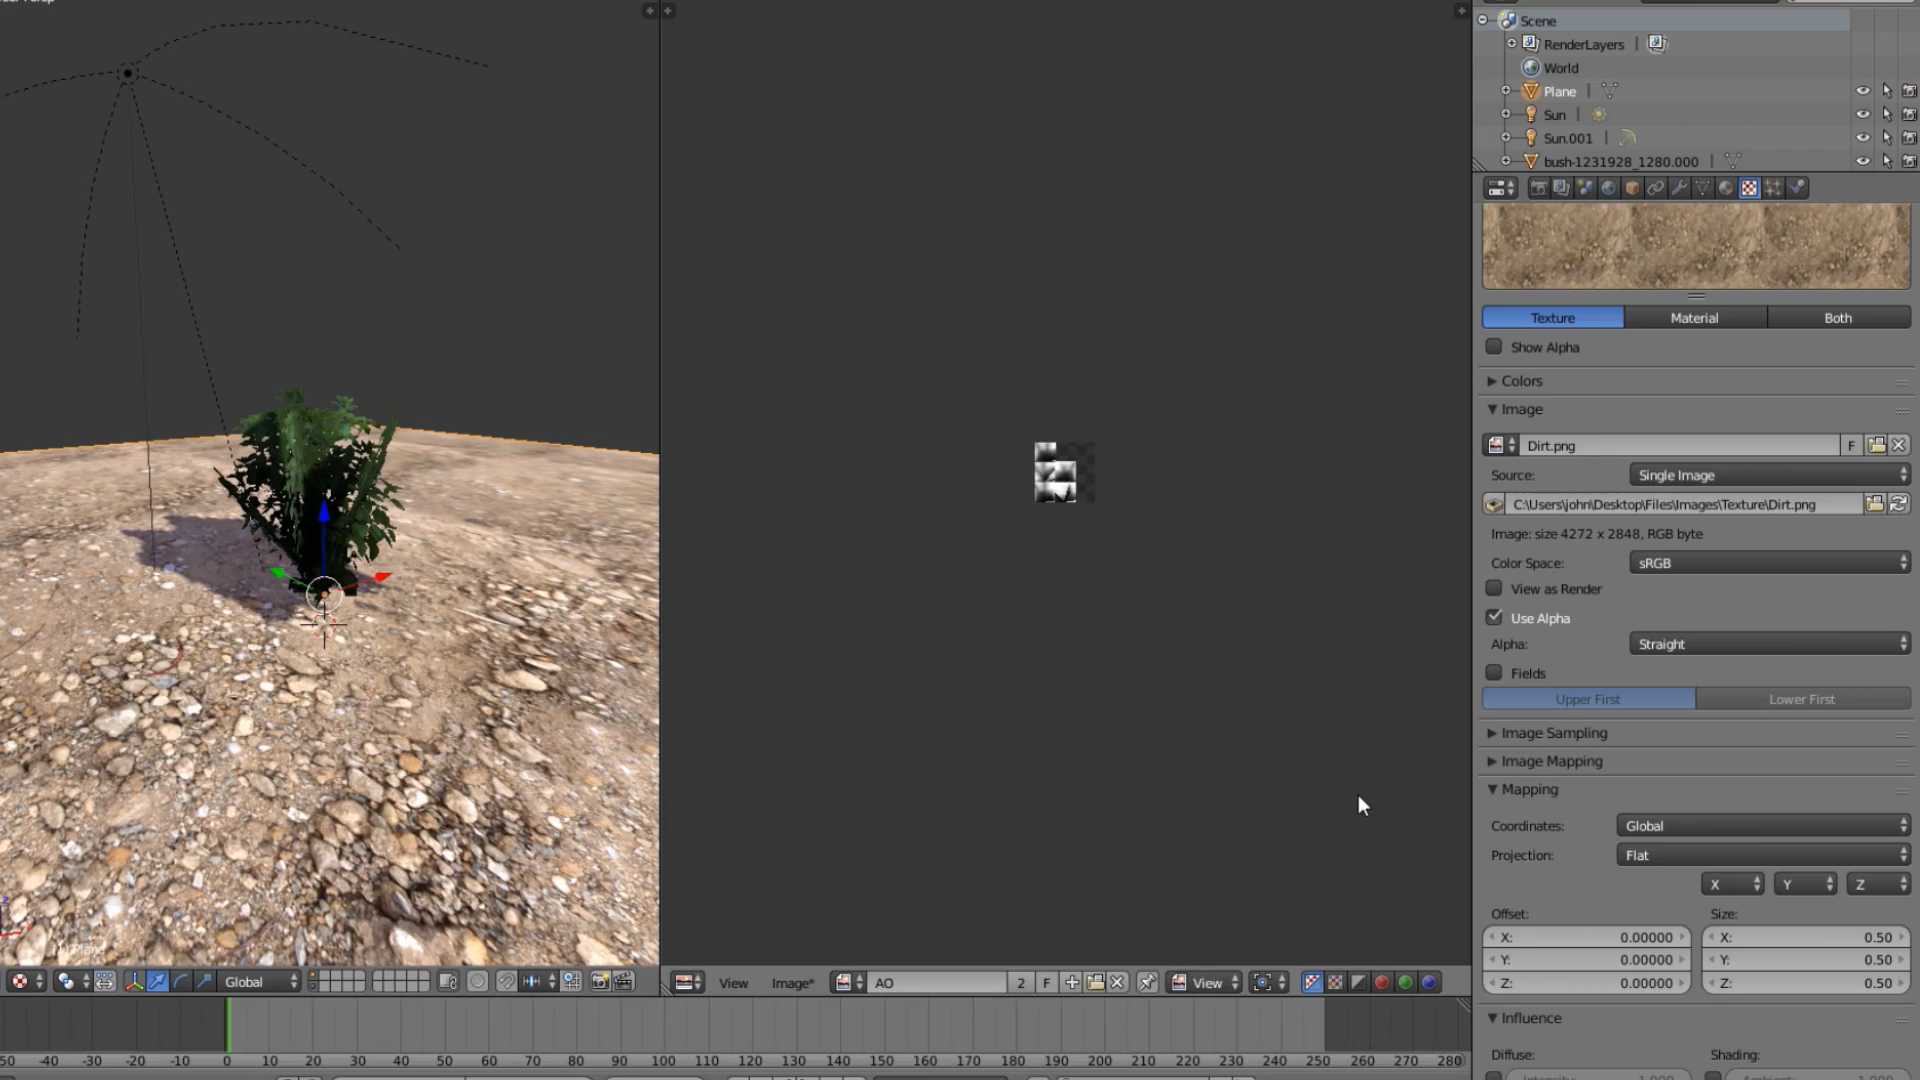 Scene
RenderLayers
World
Plane
Sun
Sun.001
bush-1231928_1280.000
Texture Material Both
Show Alpha
Colors
Image
Dirt.png F
Source: Single Image
C:\Users\john\Desktop\Files\Images\Texture\Dirt.png
Image: size 4272 x 2848, RGB byte
Color Space: sRGB
View as Render
Use Alpha
Alpha: Straight
Fields
Upper First Lower First
Image Sampling
Image Mapping
Mapping
Coordinates: Global
Projection: Flat
X Y Z
Offset: Size:
X: 0.00000 X: 0.50
Y: 0.00000 Y: 0.50
Z: 0.00000 Z: 0.50
Influence
Diffuse: Shading:
(1) Plane
Global
View Image* AO 2 F View
-40 -30 -20 -10 0 10 20 30 40 50 60 70 80 90 100 110 120 130 140 150 160 170 180 190 200 210 220 230 240 250 260 270 280